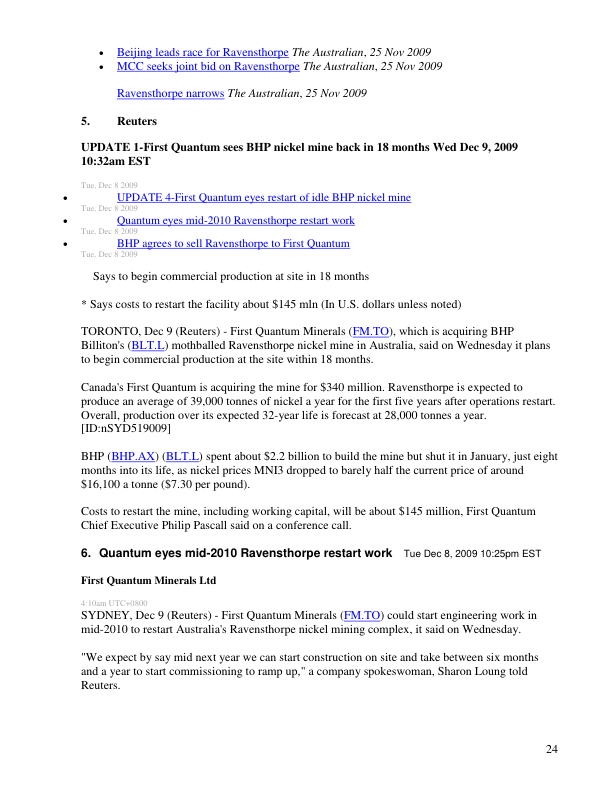 • Beijing leads race for Ravensthorpe The Australian, 25 Nov 2009
• MCC seeks joint bid on Ravensthorpe The Australian, 25 Nov 2009
Ravensthorpe narrows The Australian, 25 Nov 2009
5. Reuters
UPDATE 1-First Quantum sees BHP nickel mine back in 18 months Wed Dec 9, 2009
10:32am EST
Tue, Dec 8 2009
• UPDATE 4-First Quantum eyes restart of idle BHP nickel mine
Tue, Dec 8 2009
• Quantum eyes mid-2010 Ravensthorpe restart work
Tue, Dec 8 2009
• BHP agrees to sell Ravensthorpe to First Quantum
Tue, Dec 8 2009
Says to begin commercial production at site in 18 months
* Says costs to restart the facility about $145 mln (In U.S. dollars unless noted)
TORONTO, Dec 9 (Reuters) - First Quantum Minerals (FM.TO), which is acquiring BHP
Billiton's (BLT.L) mothballed Ravensthorpe nickel mine in Australia, said on Wednesday it plans
to begin commercial production at the site within 18 months.
Canada's First Quantum is acquiring the mine for $340 million. Ravensthorpe is expected to
produce an average of 39,000 tonnes of nickel a year for the first five years after operations restart.
Overall, production over its expected 32-year life is forecast at 28,000 tonnes a year.
[ID:nSYD519009]
BHP (BHP.AX) (BLT.L) spent about $2.2 billion to build the mine but shut it in January, just eight
months into its life, as nickel prices MNI3 dropped to barely half the current price of around
$16,100 a tonne ($7.30 per pound).
Costs to restart the mine, including working capital, will be about $145 million, First Quantum
Chief Executive Philip Pascall said on a conference call.
6. Quantum eyes mid-2010 Ravensthorpe restart work Tue Dec 8, 2009 10:25pm EST
First Quantum Minerals Ltd
4:10am UTC+0800
SYDNEY, Dec 9 (Reuters) - First Quantum Minerals (FM.TO) could start engineering work in
mid-2010 to restart Australia's Ravensthorpe nickel mining complex, it said on Wednesday.
"We expect by say mid next year we can start construction on site and take between six months
and a year to start commissioning to ramp up," a company spokeswoman, Sharon Loung told
Reuters.
24